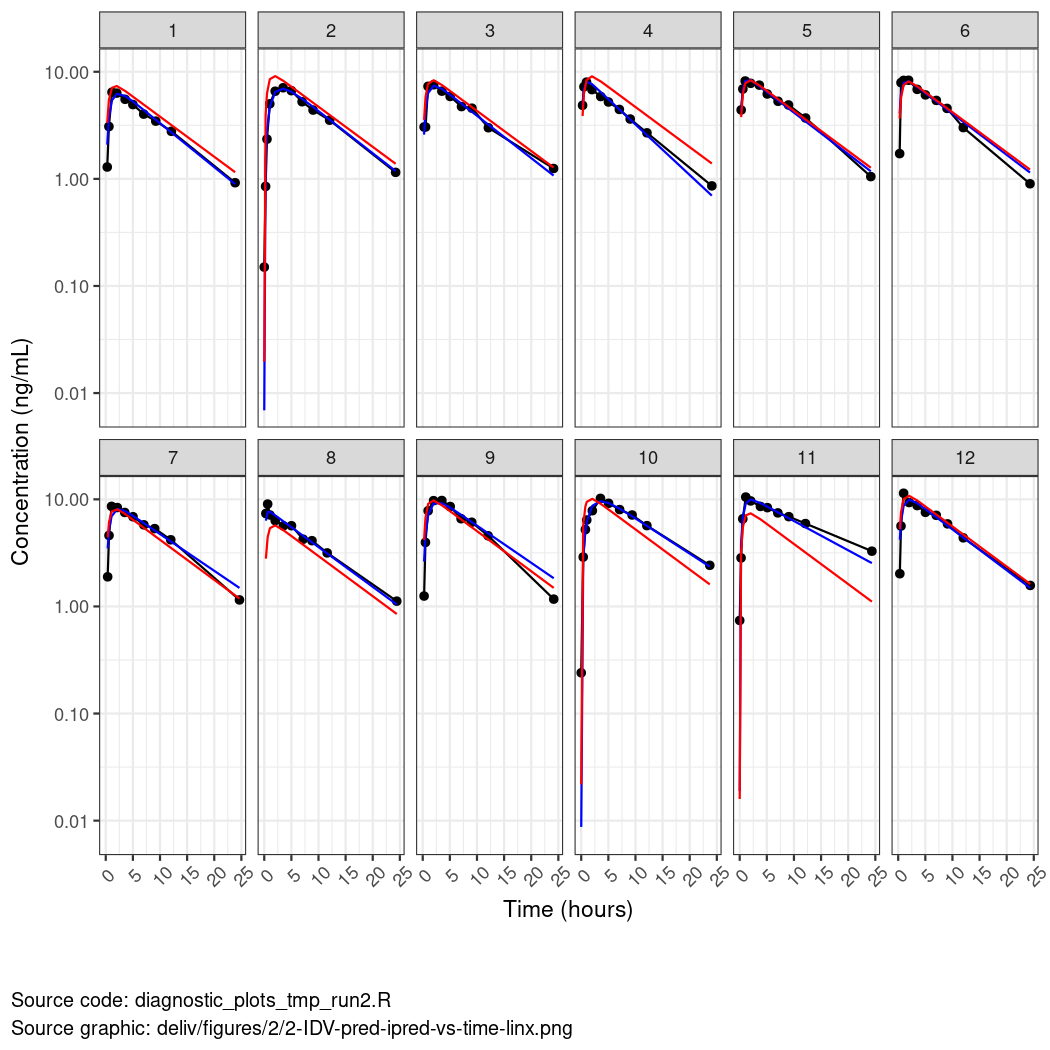 1 2 3 4 5 6
10.00
1.00
0.10
0.01
7 8 9 10 11 12
10.00
1.00
0.10
0.01
0 5 10 15 20 25 0 5 10 15 20 25 0 5 10 15 20 25 0 5 10 15 20 25 0 5 10 15 20 25 0 5 10 15 20 25
Concentration (ng/mL)
Time (hours)
Source code: diagnostic_plots_tmp_run2.R
Source graphic: deliv/figures/2/2-IDV-pred-ipred-vs-time-linx.png